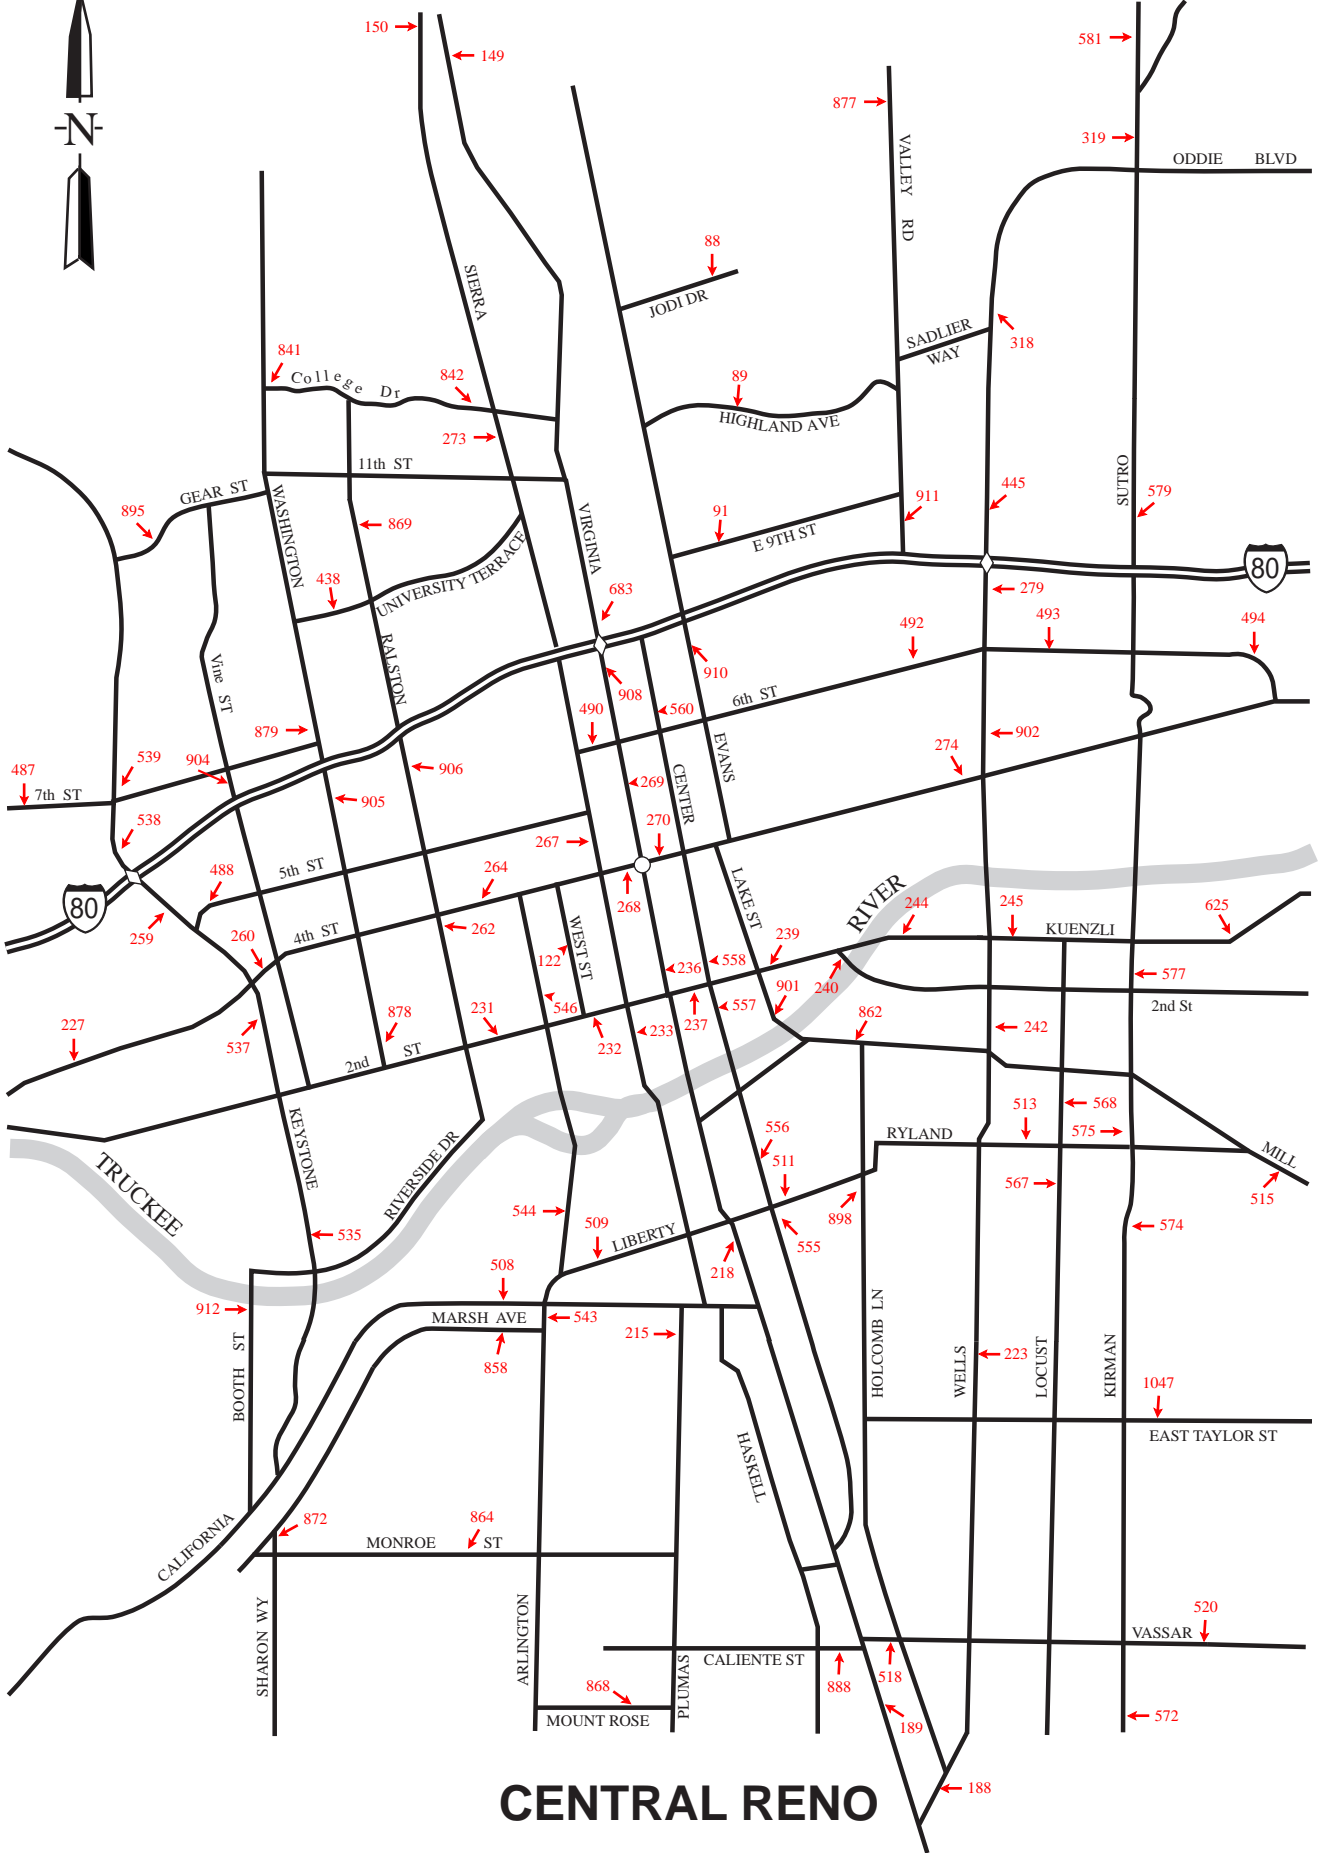 150
149
581
877
319
N
ODDIE BLVD
VALLEY RD
88
SIERRA
JODI DR
SADLIER
WAY
318
841
College Dr
842
89
HIGHLAND AVE
273
11th ST
SUTRO
GEAR ST
WASHINGTON
895
869
VIRGINIA
91
E 9TH ST
911
445
579
UNIVERSITY TERRACE
438
80
683
279
492
493
494
RALSTON
Vine ST
908
910
6th ST
560
490
879
EVANS
902
904
539
487
7th ST
906
905
269
CENTER
274
538
267
270
5th ST
488
264
268
LAKE ST
RIVER
80
259
260
4th ST
262
WEST ST
122
236
558
239
244
245
KUENZLI
625
240
577
2nd St
901
227
537
878
231
546
232
233
237
557
862
242
2nd ST
KEYSTONE
TRUCKEE
RIVERSIDE DR
556
511
RYLAND
513
568
575
MILL
515
567
544
509
LIBERTY
898
555
218
535
574
912
508
MARSH AVE
543
215
858
BOOTH ST
HOLCOMB LN
WELLS
223
LOCUST
KIRMAN
1047
EAST TAYLOR ST
HASKELL
CALIFORNIA
872
864
MONROE ST
SHARON WY
ARLINGTON
PLUMAS
CALIENTE ST
888
518
520
VASSAR
868
MOUNT ROSE
189
572
188
CENTRAL RENO